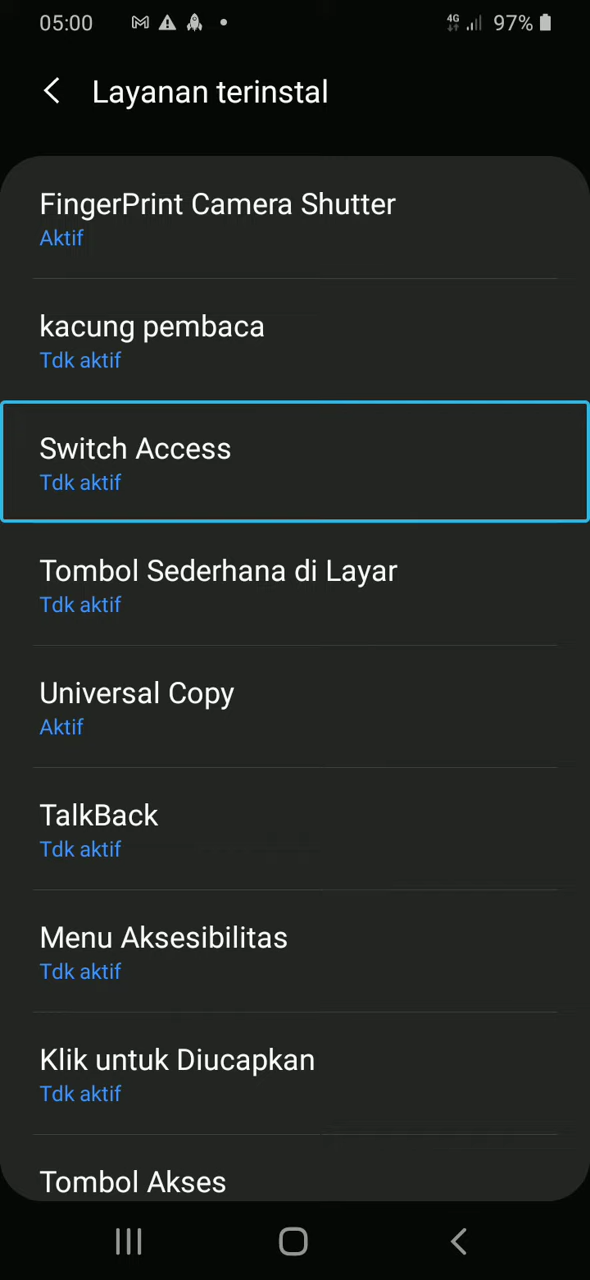 05:00
4G
97%
Layanan terinstal
FingerPrint Camera Shutter
Aktif
kacung pembaca
Tdk aktif
Switch Access
Tdk aktif
Tombol Sederhana di Layar
Tdk aktif
Universal Copy
Aktif
TalkBack
Tdk aktif
Menu Aksesibilitas
Tdk aktif
Klik untuk Diucapkan
Tdk aktif
Tombol Akses